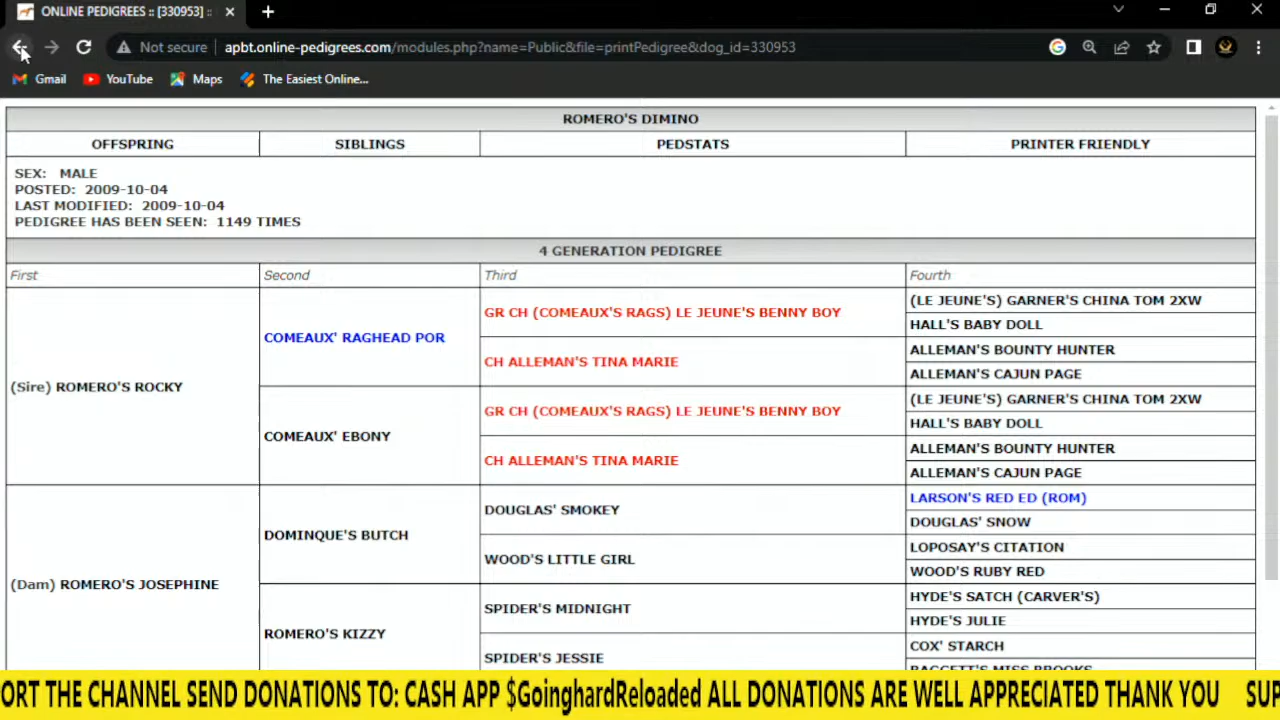 ONLINE PEDIGREES :: [330953] ::
Not secure apbt.online-pedigrees.com/modules.php?name=Public&file=printPedigree&dog_id=330953
Gmail YouTube Maps The Easiest Online...
ROMERO'S DIMINO
OFFSPRING SIBLINGS PEDSTATS PRINTER FRIENDLY
SEX: MALE
POSTED: 2009-10-04
LAST MODIFIED: 2009-10-04
PEDIGREE HAS BEEN SEEN: 1149 TIMES
4 GENERATION PEDIGREE
First Second Third Fourth
(LE JEUNE'S) GARNER'S CHINA TOM 2XW
GR CH (COMEAUX'S RAGS) LE JEUNE'S BENNY BOY
HALL'S BABY DOLL
COMEAUX' RAGHEAD POR
ALLEMAN'S BOUNTY HUNTER
CH ALLEMAN'S TINA MARIE
ALLEMAN'S CAJUN PAGE
(Sire) ROMERO'S ROCKY
(LE JEUNE'S) GARNER'S CHINA TOM 2XW
GR CH (COMEAUX'S RAGS) LE JEUNE'S BENNY BOY
HALL'S BABY DOLL
COMEAUX' EBONY
ALLEMAN'S BOUNTY HUNTER
CH ALLEMAN'S TINA MARIE
ALLEMAN'S CAJUN PAGE
LARSON'S RED ED (ROM)
DOUGLAS' SMOKEY
DOUGLAS' SNOW
DOMINQUE'S BUTCH
LOPOSAY'S CITATION
WOOD'S LITTLE GIRL
WOOD'S RUBY RED
(Dam) ROMERO'S JOSEPHINE
HYDE'S SATCH (CARVER'S)
SPIDER'S MIDNIGHT
HYDE'S JULIE
ROMERO'S KIZZY
COX' STARCH
SPIDER'S JESSIE
BAGGETT'S MISS BROOKS
ORT THE CHANNEL SEND DONATIONS TO: CASH APP $GoinghardReloaded ALL DONATIONS ARE WELL APPRECIATED THANK YOU SUP